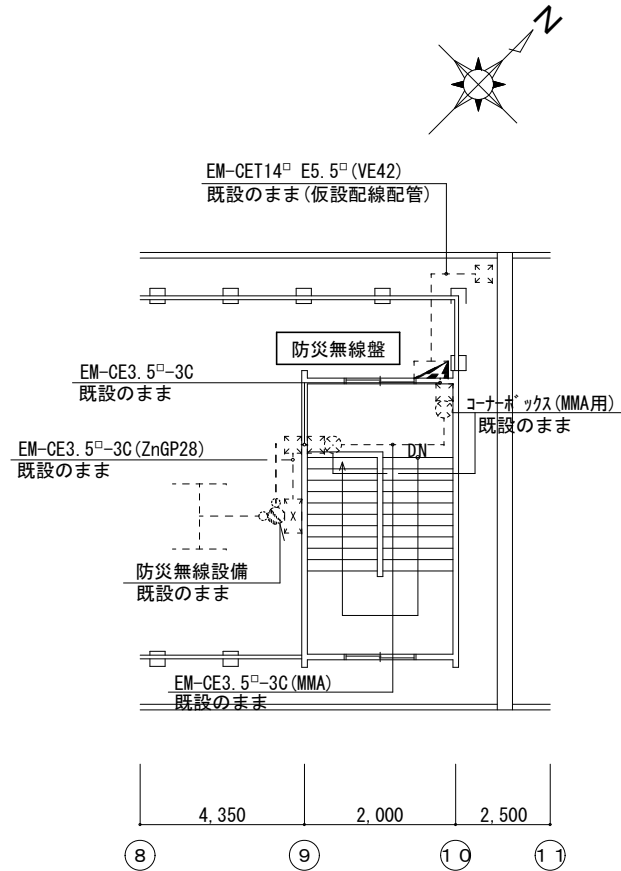 N
EM-CET14□ E5.5□(VE42)
既設のまま(仮設配線配管)
防災無線盤
EM-CE3.5□-3C
既設のまま
コーナーボックス(MMA用)
既設のまま
DN
EM-CE3.5□-3C(ZnGP28)
既設のまま
X
防災無線設備
既設のまま
EM-CE3.5□-3C(MMA)
既設のまま
4,350 2,000 2,500
8 9 10 11